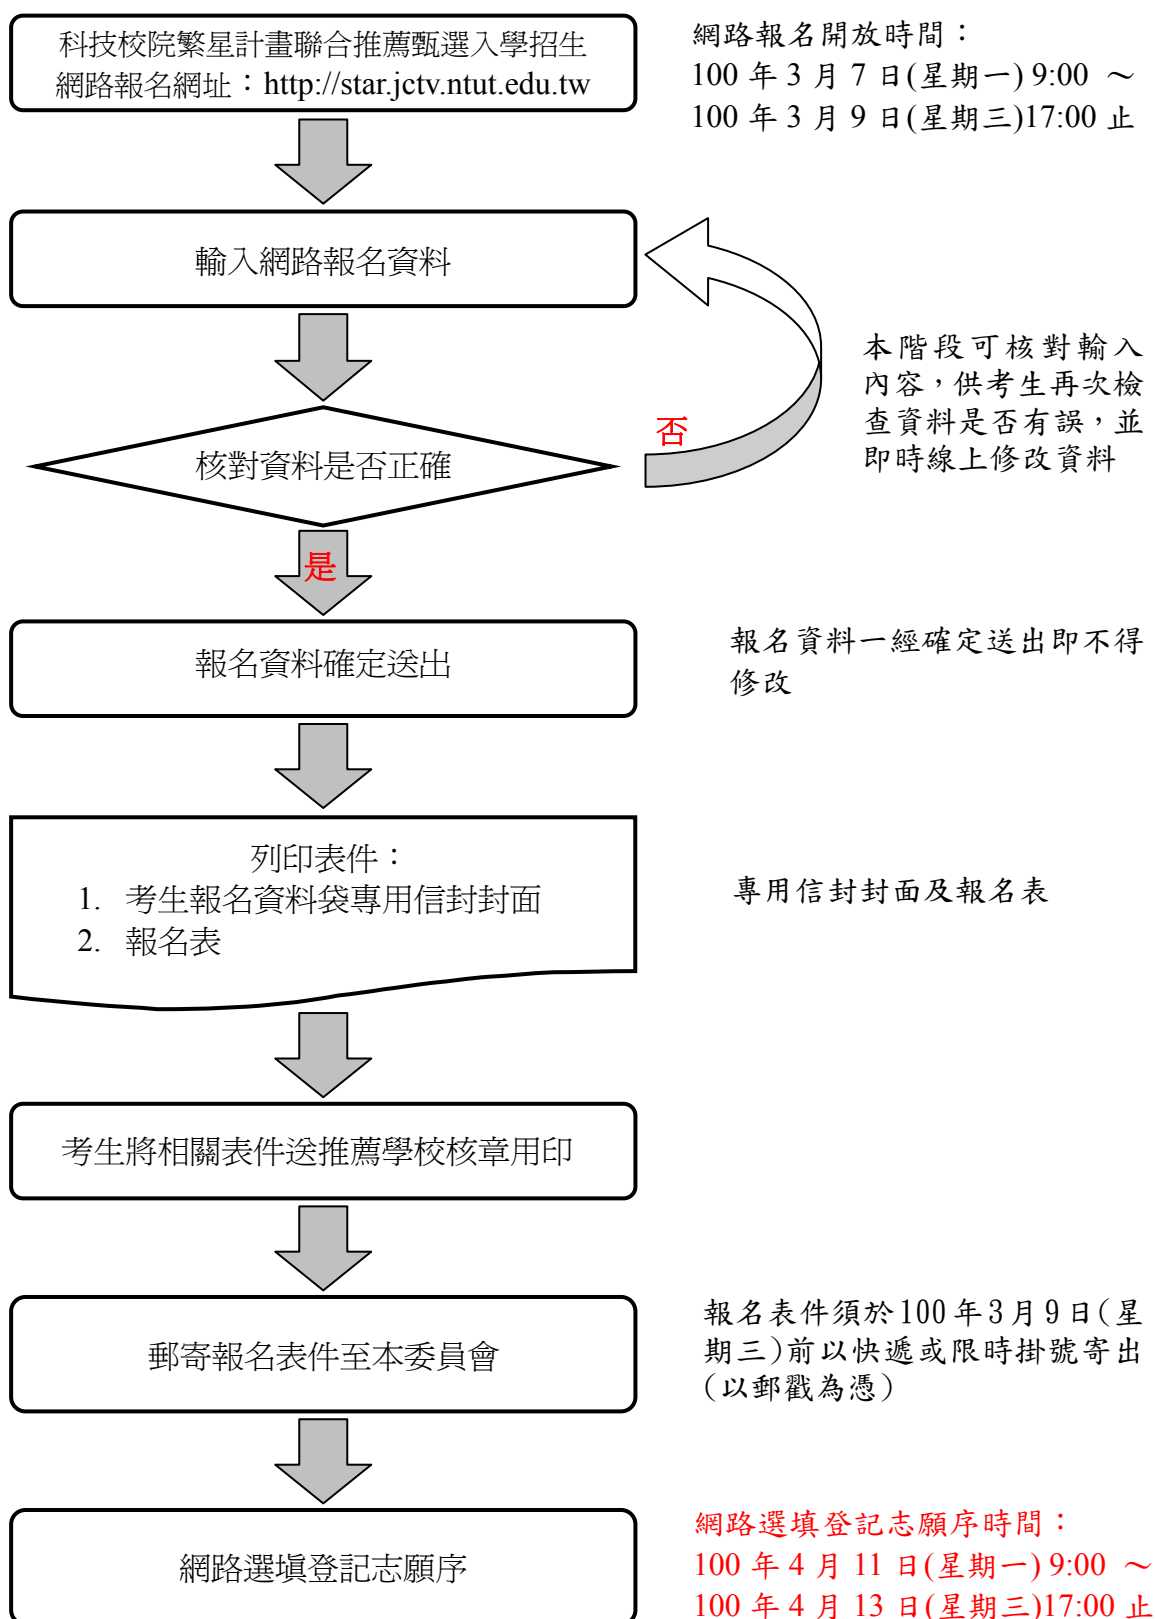 科技校院繁星計畫聯合推薦甄選入學招生
網路報名網址：http://star.jctv.ntut.edu.tw
網路報名開放時間：
100 年 3 月 7 日(星期一) 9:00 ～
100 年 3 月 9 日(星期三)17:00 止
輸入網路報名資料
本階段可核對輸入
內容，供考生再次檢
查資料是否有誤，並
即時線上修改資料
否
核對資料是否正確
是
報名資料確定送出
報名資料一經確定送出即不得
修改
列印表件：
1. 考生報名資料袋專用信封封面
2. 報名表
專用信封封面及報名表
考生將相關表件送推薦學校核章用印
郵寄報名表件至本委員會
報名表件須於100年3月9日(星
期三)前以快遞或限時掛號寄出
(以郵戳為憑)
網路選填登記志願序
網路選填登記志願序時間：
100 年 4 月 11 日(星期一) 9:00 ～
100 年 4 月 13 日(星期三)17:00 止